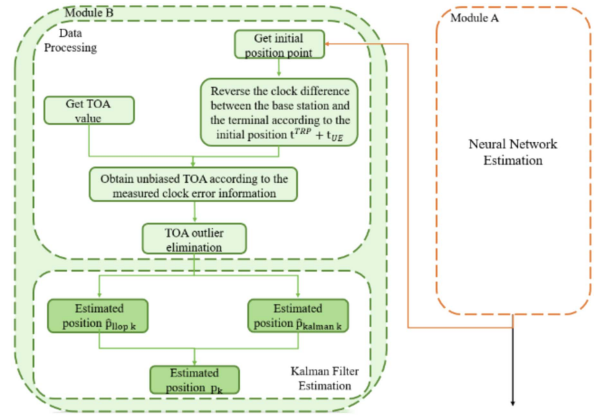 Module B
Data
Processing
Get initial
position point
Reverse the clock difference
between the base station and
the terminal according to the
initial position t^TRP + t_UE
Get TOA
value
Obtain unbiased TOA according to the
measured clock error information
TOA outlier
elimination
Estimated
position p̂_llop k
Estimated
position p̂_kalman k
Estimated
position p_k
Kalman Filter
Estimation
Module A
Neural Network
Estimation